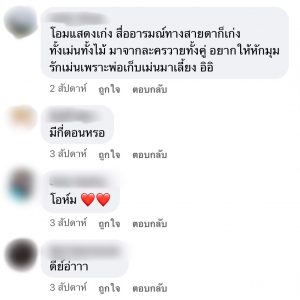 โอมแสดงเก่ง สื่ออารมณ์ทางสายตาก็เก่ง
ทั้งเม่นทั้งไม้ มาจากละครวายทั้งคู่ อยากให้หักมุม
รักเม่นเพราะพ่อเก็บเม่นมาเลี้ยง อิอิ
2 สัปดาห์ ถูกใจ ตอบกลับ
มีกี่ตอนหรอ
3 สัปดาห์ ถูกใจ ตอบกลับ
โอห์ม ❤️❤️
3 สัปดาห์ ถูกใจ ตอบกลับ
ดีย์อ่าาา
3 สัปดาห์ ถูกใจ ตอบกลับ